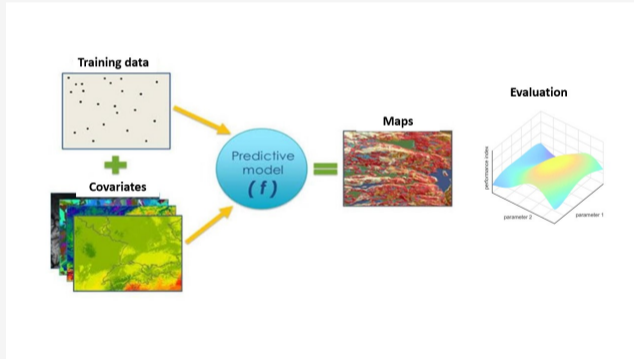 Training data
Covariates
Predictive
model
(f)
Maps
Evaluation
performance index
parameter 2
parameter 1